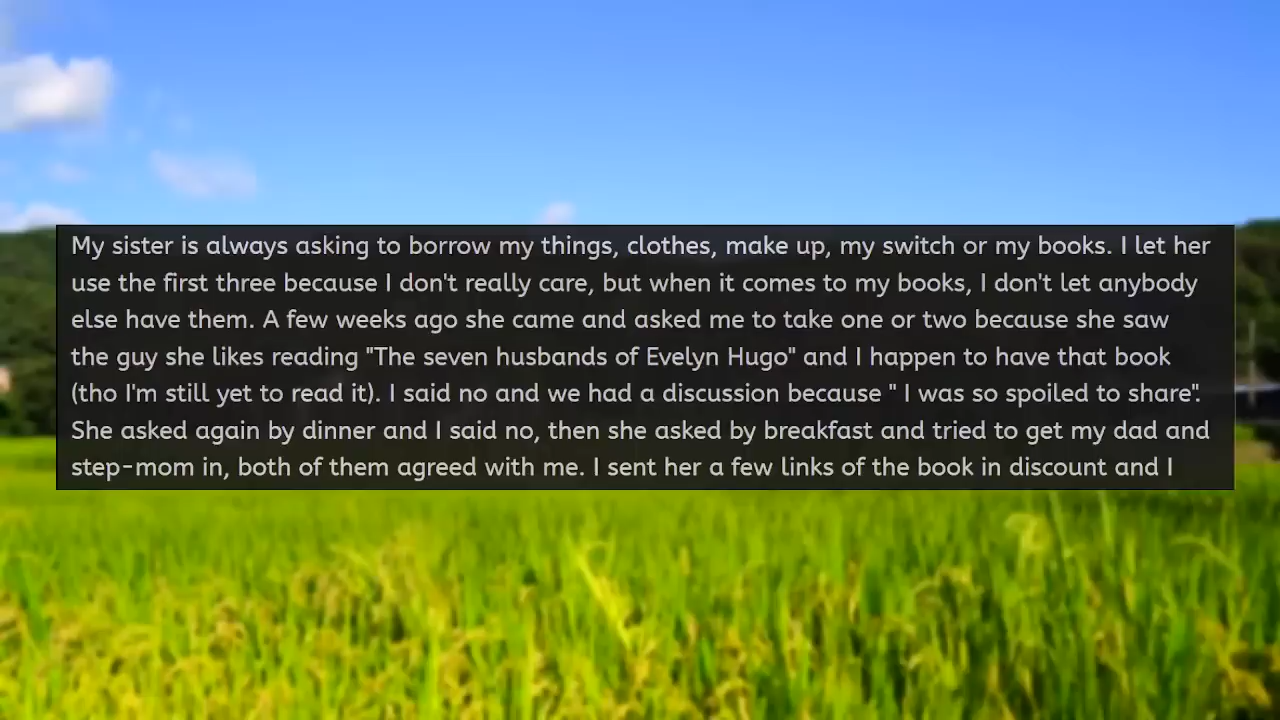 My sister is always asking to borrow my things, clothes, make up, my switch or my books. I let her
use the first three because I don't really care, but when it comes to my books, I don't let anybody
else have them. A few weeks ago she came and asked me to take one or two because she saw
the guy she likes reading "The seven husbands of Evelyn Hugo" and I happen to have that book
(tho I'm still yet to read it). I said no and we had a discussion because " I was so spoiled to share".
She asked again by dinner and I said no, then she asked by breakfast and tried to get my dad and
step-mom in, both of them agreed with me. I sent her a few links of the book in discount and I